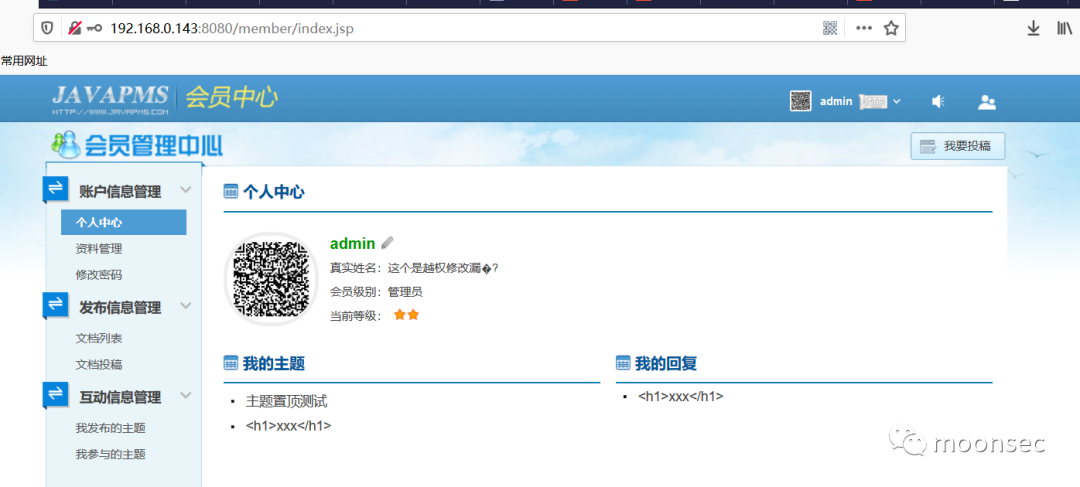 192.168.0.143:8080/member/index.jsp
常用网址
JAVAPMS 会员中心
HTTP://WWW.JAVAPMS.COM
admin
会员管理中心
我要投稿
账户信息管理
个人中心
资料管理
修改密码
发布信息管理
文档列表
文档投稿
互动信息管理
我发布的主题
我参与的主题
个人中心
admin
真实姓名：这个是越权修改漏�?
会员级别：管理员
当前等级：
我的主题
主题置顶测试
<h1>xxx</h1>
我的回复
<h1>xxx</h1>
moonsec